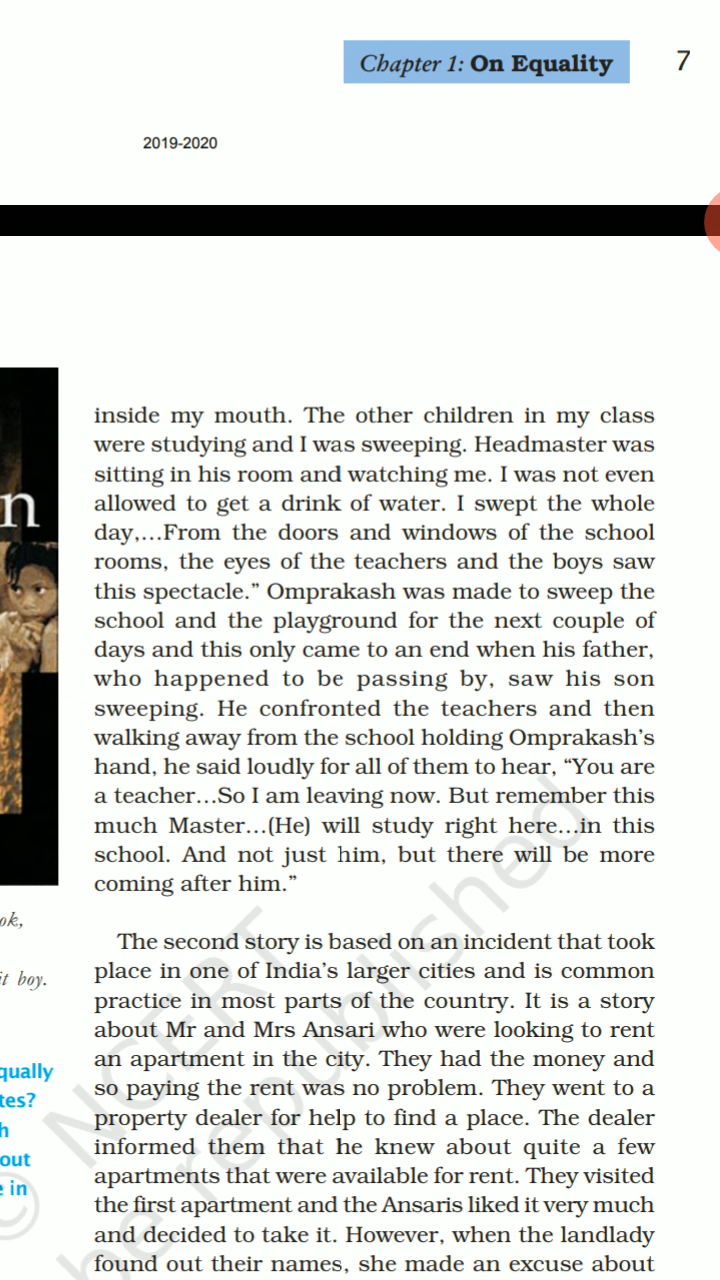 Chapter 1: On Equality 7
2019-2020
n
inside my mouth. The other children in my class
were studying and I was sweeping. Headmaster was
sitting in his room and watching me. I was not even
allowed to get a drink of water. I swept the whole
day,...From the doors and windows of the school
rooms, the eyes of the teachers and the boys saw
this spectacle.” Omprakash was made to sweep the
school and the playground for the next couple of
days and this only came to an end when his father,
who happened to be passing by, saw his son
sweeping. He confronted the teachers and then
walking away from the school holding Omprakash’s
hand, he said loudly for all of them to hear, “You are
a teacher...So I am leaving now. But remember this
much Master...(He) will study right here...in this
school. And not just him, but there will be more
coming after him.”
ok,
it boy.
qually
tes?
h
out
e in
The second story is based on an incident that took
place in one of India’s larger cities and is common
practice in most parts of the country. It is a story
about Mr and Mrs Ansari who were looking to rent
an apartment in the city. They had the money and
so paying the rent was no problem. They went to a
property dealer for help to find a place. The dealer
informed them that he knew about quite a few
apartments that were available for rent. They visited
the first apartment and the Ansaris liked it very much
and decided to take it. However, when the landlady
found out their names, she made an excuse about
© NCERT
be republished